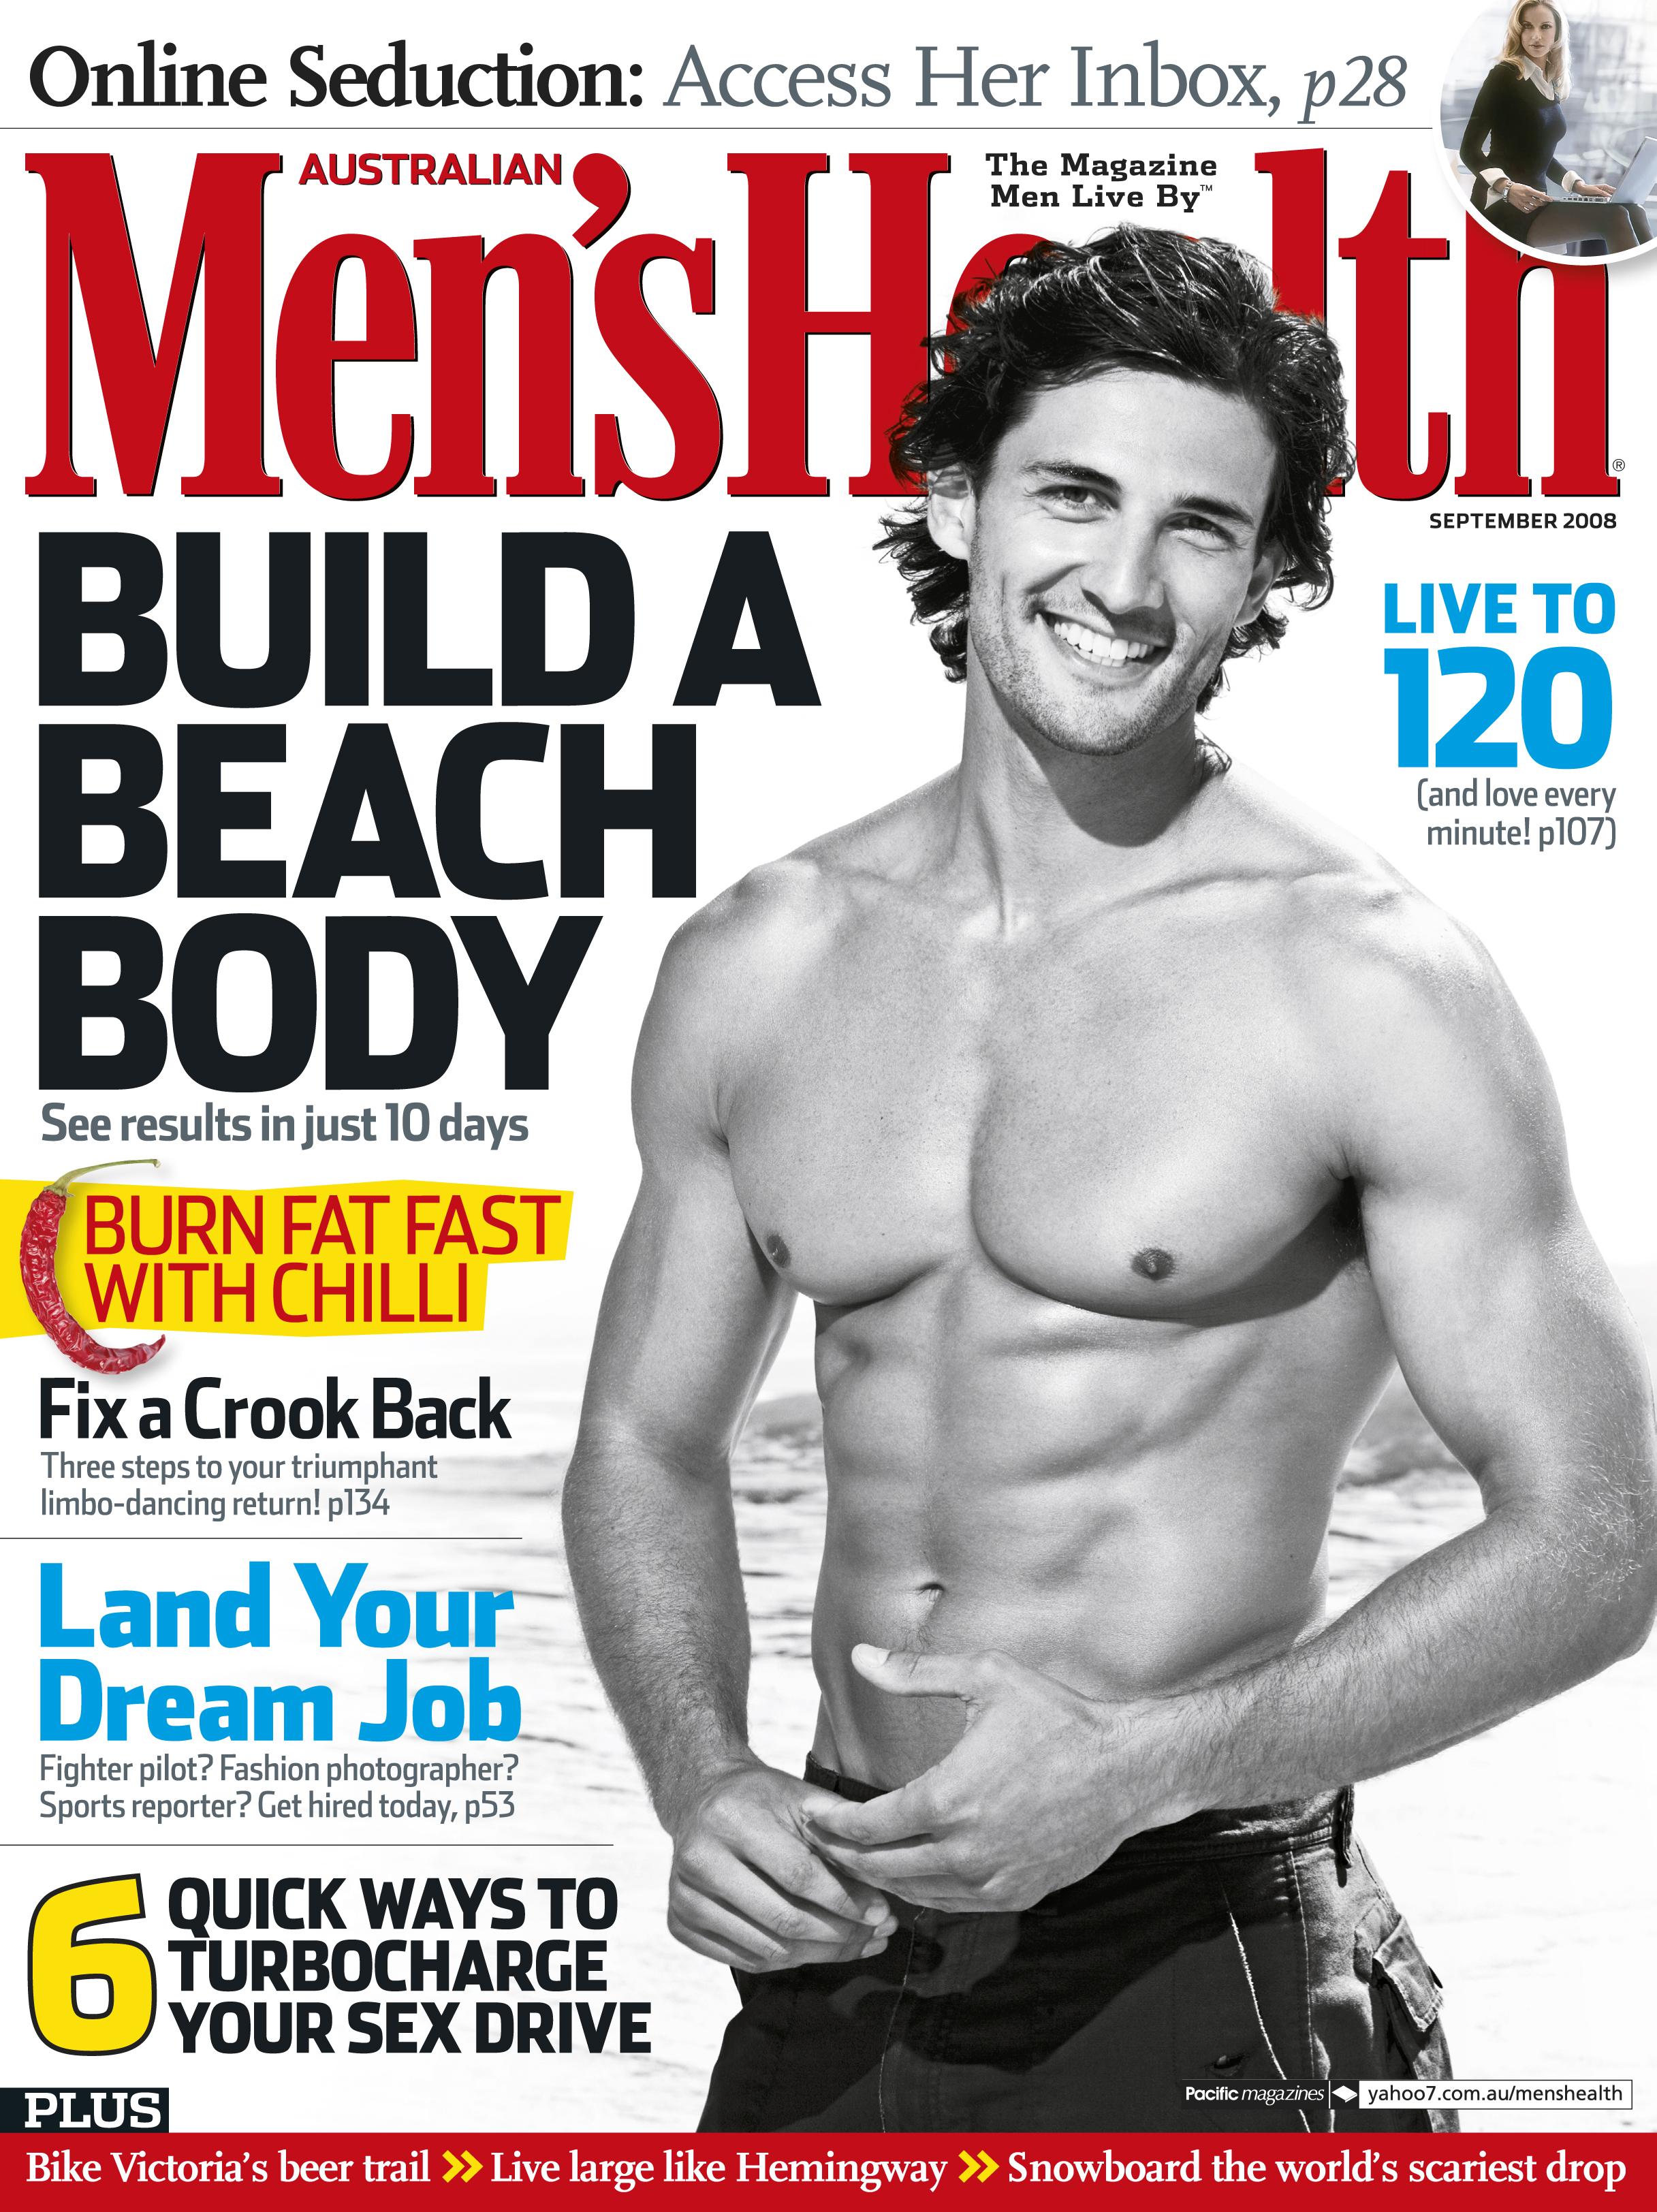 Online Seduction: Access Her Inbox, p28
AUSTRALIAN
The Magazine
Men Live By™
Men'sHealth®
SEPTEMBER 2008
BUILD A
BEACH
BODY
See results in just 10 days
LIVE TO
120
(and love every
minute! p107)
BURN FAT FAST
WITH CHILLI
Fix a Crook Back
Three steps to your triumphant
limbo-dancing return! p134
Land Your
Dream Job
Fighter pilot? Fashion photographer?
Sports reporter? Get hired today, p53
6 QUICK WAYS TO
TURBOCHARGE
YOUR SEX DRIVE
Pacific magazines yahoo7.com.au/menshealth
PLUS
Bike Victoria's beer trail >> Live large like Hemingway >> Snowboard the world's scariest drop